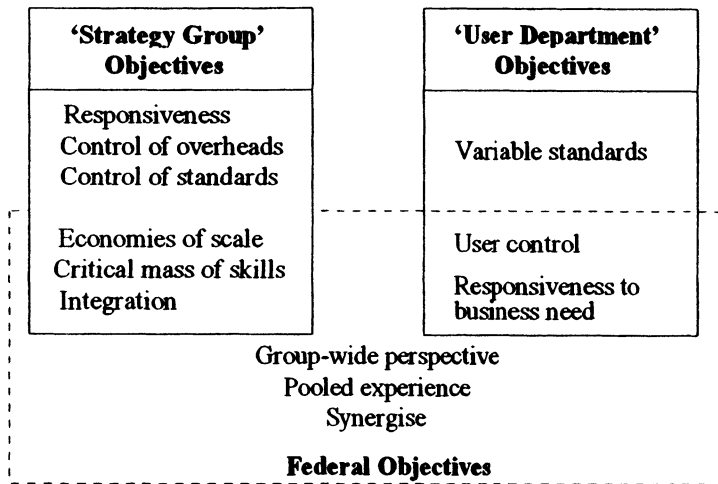 ‘Strategy Group’
Objectives
Responsiveness
Control of overheads
Control of standards
Economies of scale
Critical mass of skills
Integration
‘User Department’
Objectives
Variable standards
User control
Responsiveness to
business need
Group-wide perspective
Pooled experience
Synergise
Federal Objectives